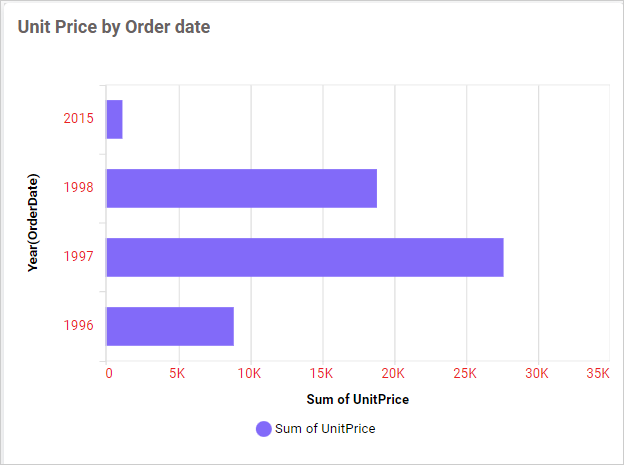 Unit Price by Order date
Year(OrderDate)
2015
1998
1997
1996
0 5K 10K 15K 20K 25K 30K 35K
Sum of UnitPrice
Sum of UnitPrice